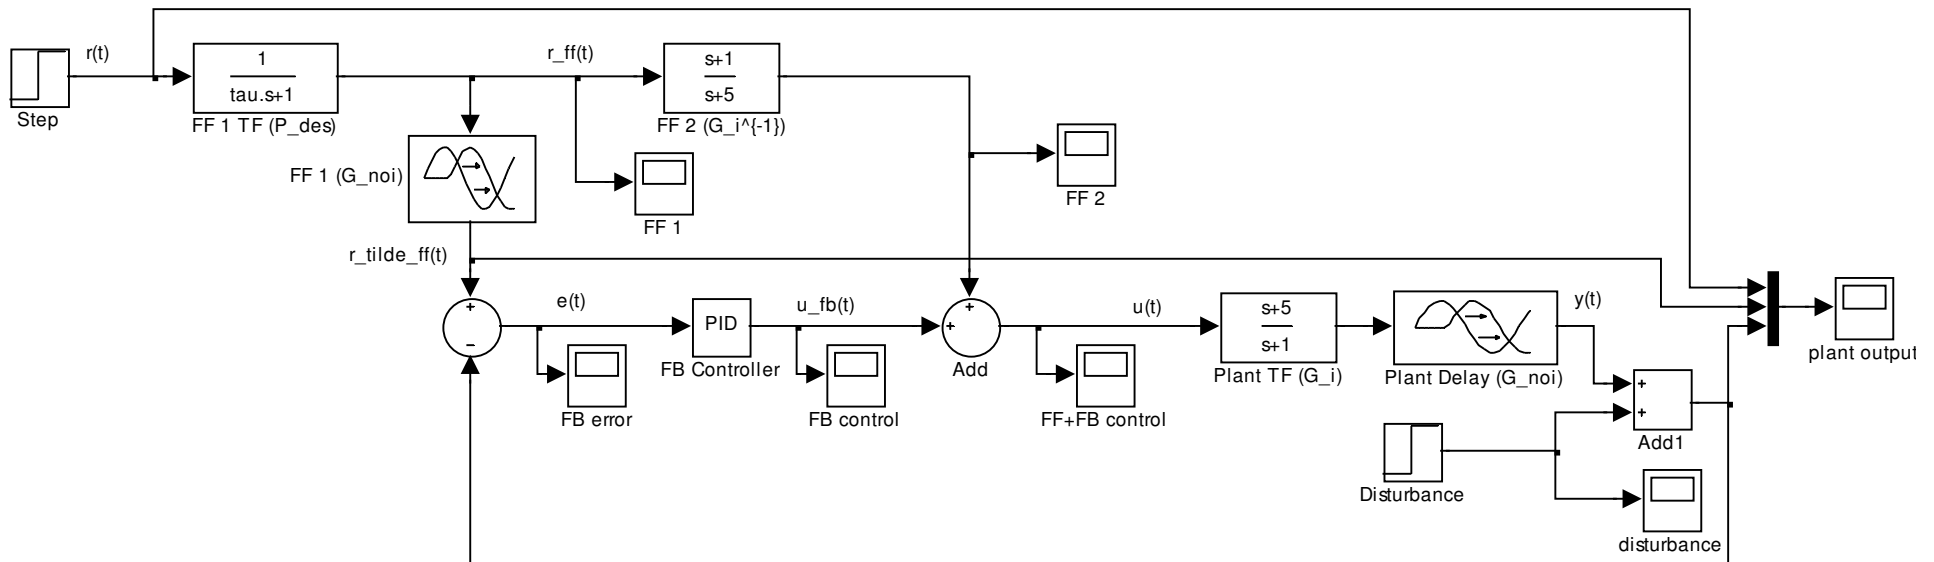 r(t)
Step
1
tau.s+1
FF 1 TF (P_des)
r_ff(t)
s+1
s+5
FF 2 (G_i^{-1})
FF 1 (G_noi)
FF 1
FF 2
r_tilde_ff(t)
+
−
e(t)
FB error
PID
FB Controller
u_fb(t)
FB control
+
+
Add
u(t)
FF+FB control
s+5
s+1
Plant TF (G_i)
Plant Delay (G_noi)
y(t)
+
+
Add1
Disturbance
disturbance
plant output